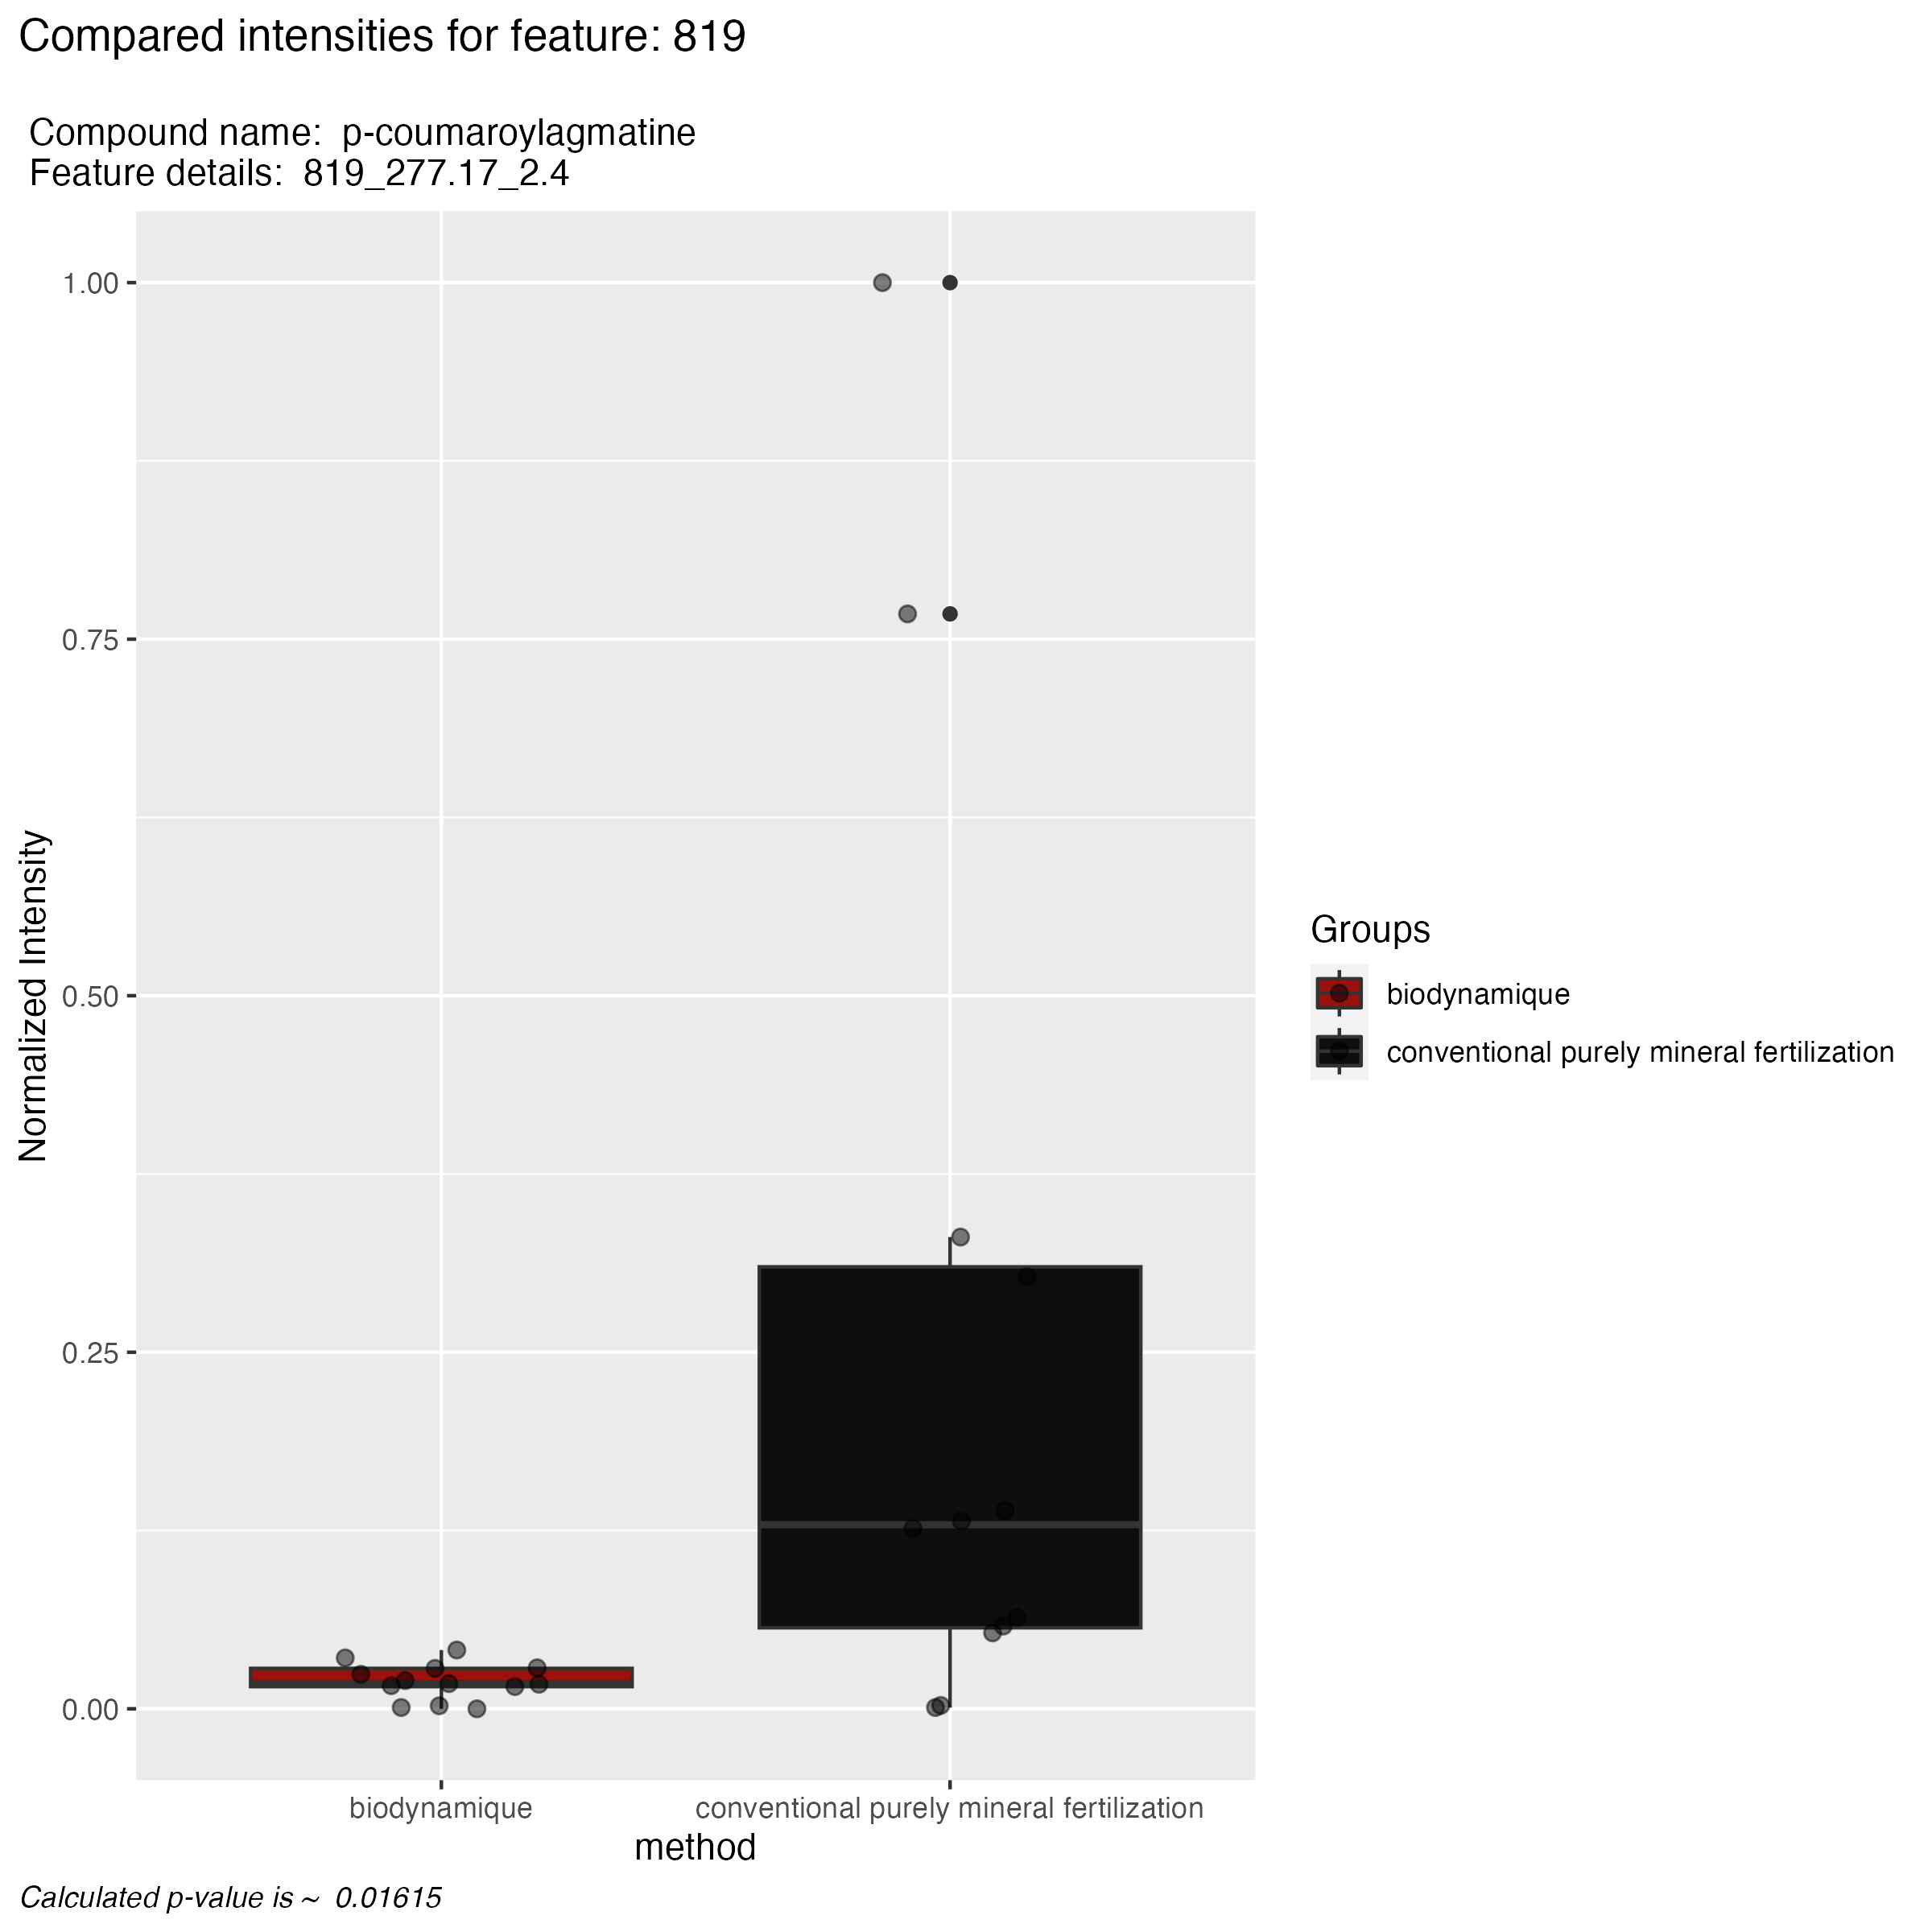 Compared intensities for feature: 819
Compound name:  p-coumaroylagmatine
Feature details:  819_277.17_2.4
Normalized Intensity
1.00
0.75
0.50
0.25
0.00
biodynamique
conventional purely mineral fertilization
method
Groups
biodynamique
conventional purely mineral fertilization
Calculated p-value is ~  0.01615